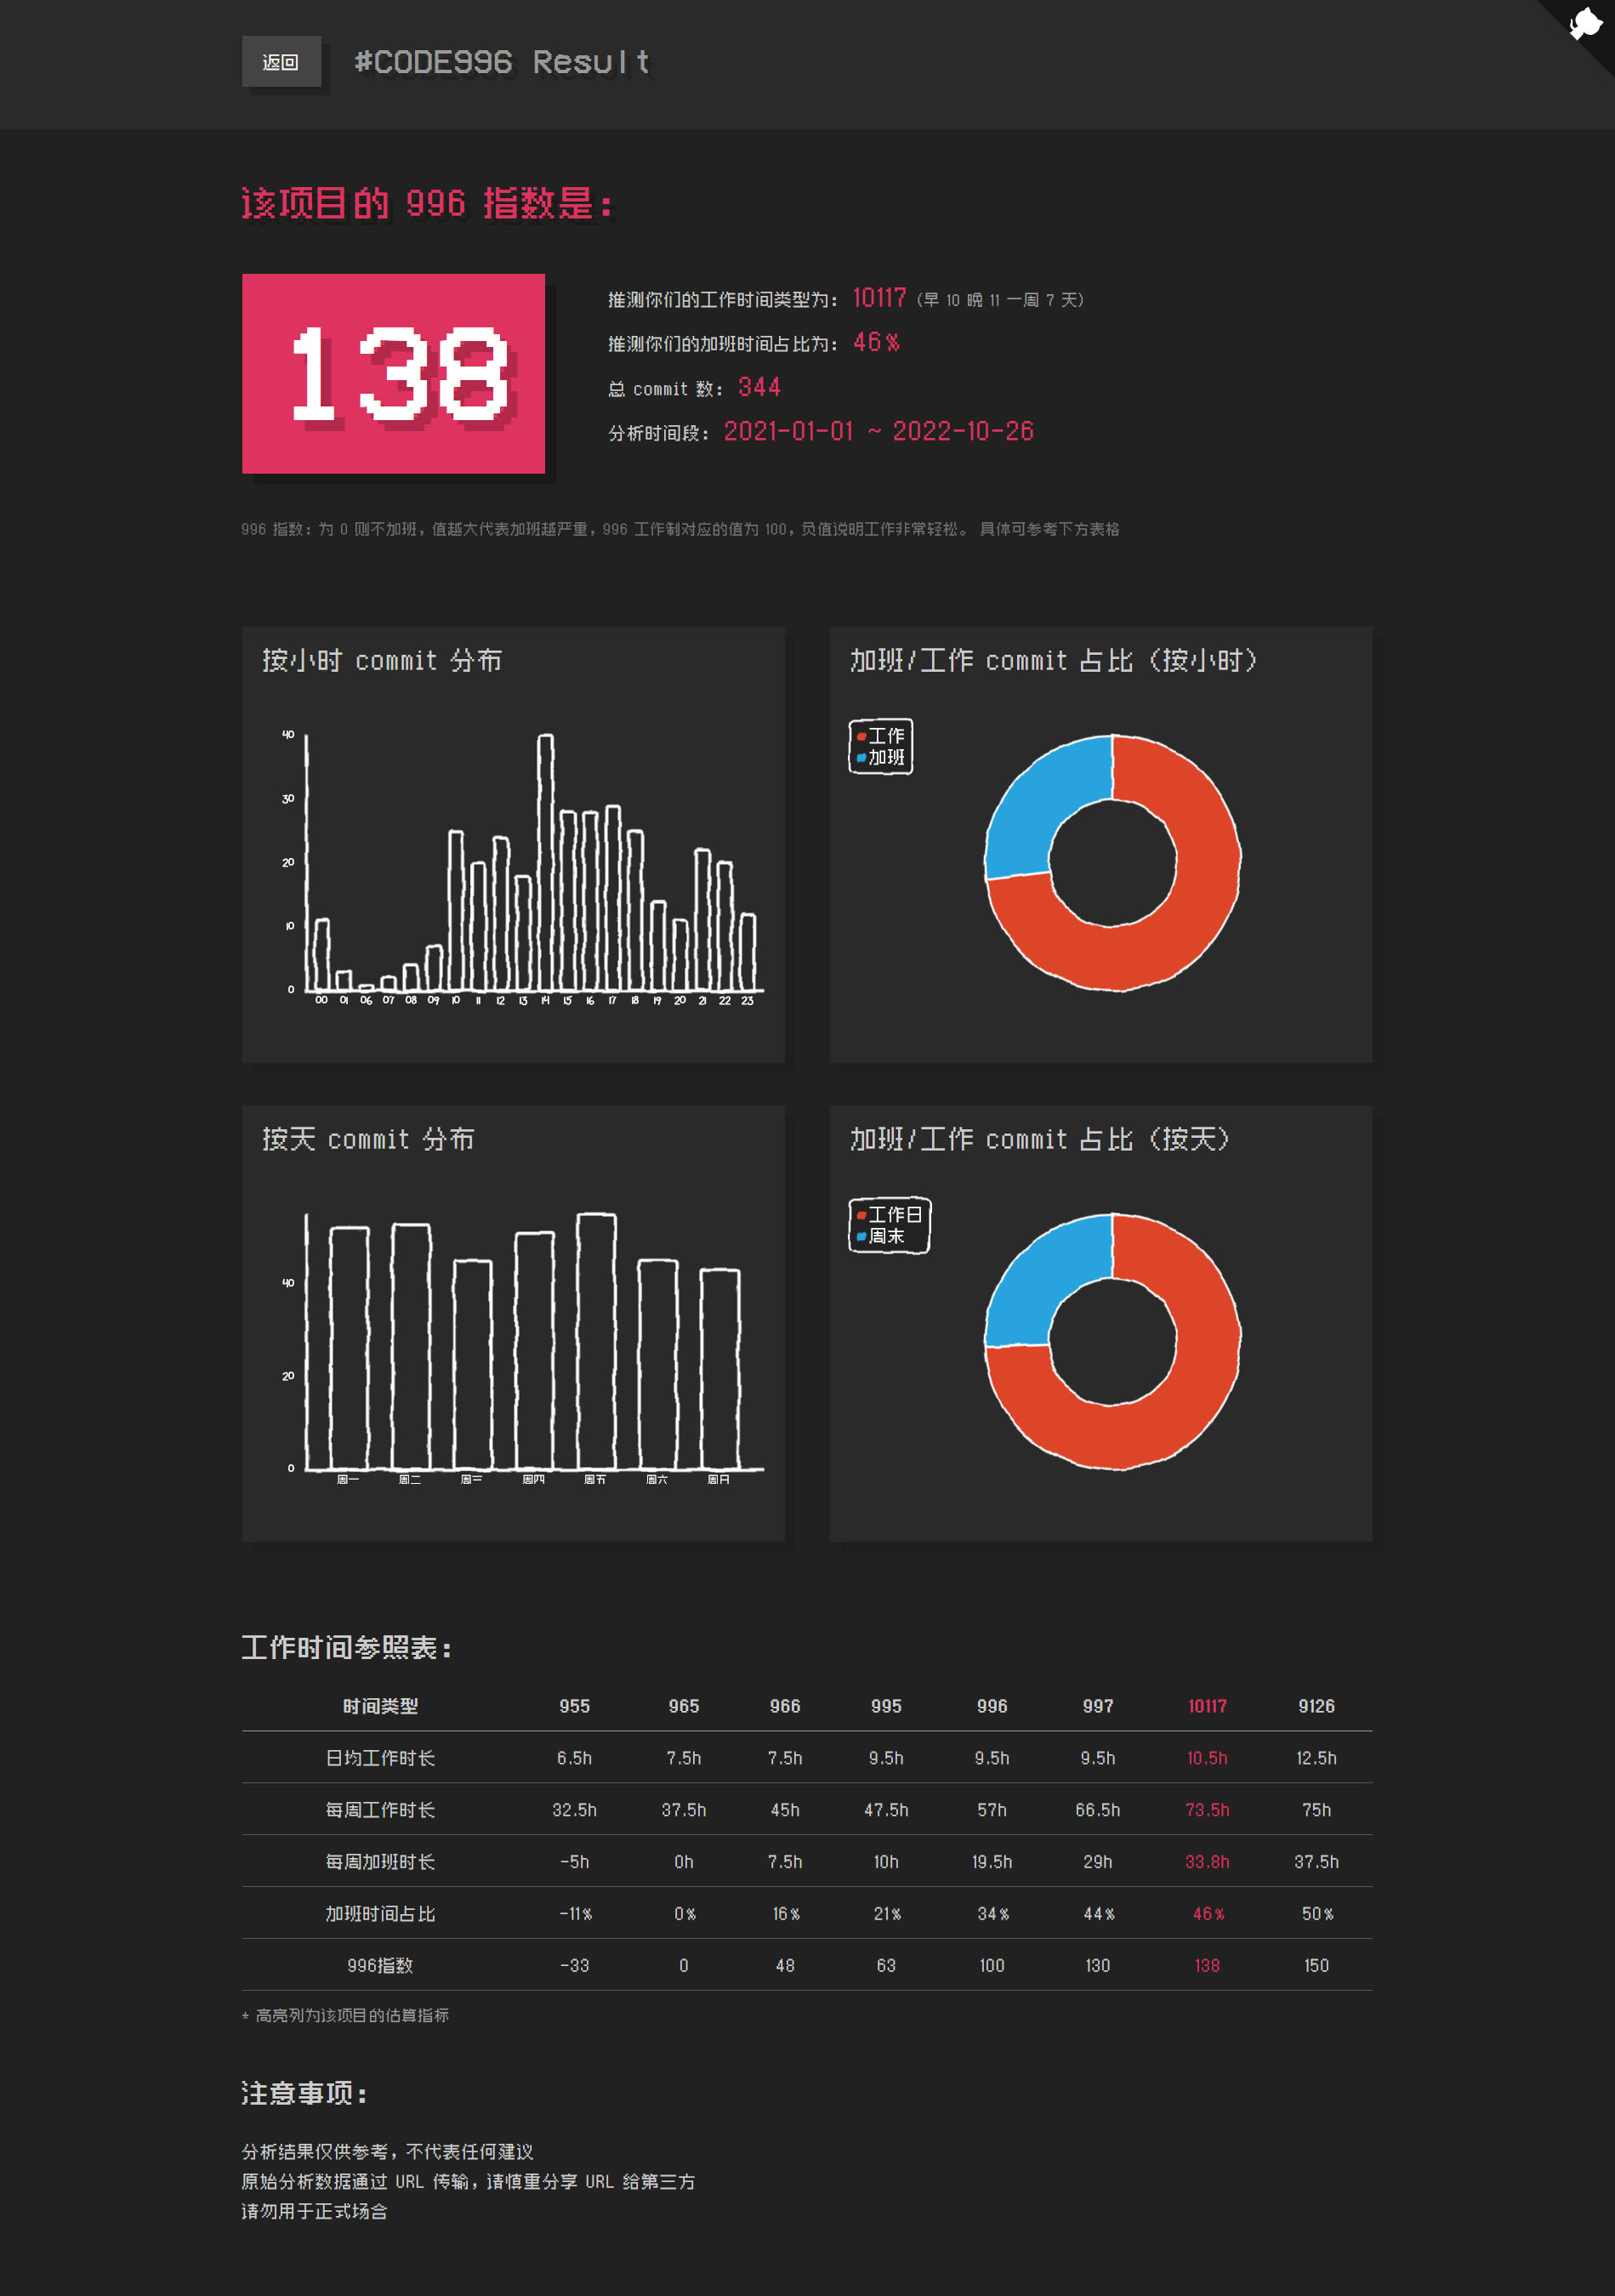 返回 #CODE996 Result
该项目的 996 指数是：
138
推测你们的工作时间类型为： 10117 （早 10 晚 11 一周 7 天）
推测你们的加班时间占比为： 46%
总 commit 数： 344
分析时间段： 2021-01-01 ~ 2022-10-26
996 指数：为 0 则不加班，值越大代表加班越严重，996 工作制对应的值为 100，负值说明工作非常轻松。 具体可参考下方表格
按小时 commit 分布
40
30
20
10
0
00 01 06 07 08 09 10 11 12 13 14 15 16 17 18 19 20 21 22 23
加班/工作 commit 占比（按小时）
工作
加班
按天 commit 分布
40
20
0
周一 周二 周三 周四 周五 周六 周日
加班/工作 commit 占比（按天）
工作日
周末
工作时间参照表：
时间类型 955 965 966 995 996 997 10117 9126
日均工作时长 6.5h 7.5h 7.5h 9.5h 9.5h 9.5h 10.5h 12.5h
每周工作时长 32.5h 37.5h 45h 47.5h 57h 66.5h 73.5h 75h
每周加班时长 -5h 0h 7.5h 10h 19.5h 29h 33.8h 37.5h
加班时间占比 -11% 0% 16% 21% 34% 44% 46% 50%
996指数 -33 0 48 63 100 130 138 150
* 高亮列为该项目的估算指标
注意事项：
分析结果仅供参考，不代表任何建议
原始分析数据通过 URL 传输，请慎重分享 URL 给第三方
请勿用于正式场合